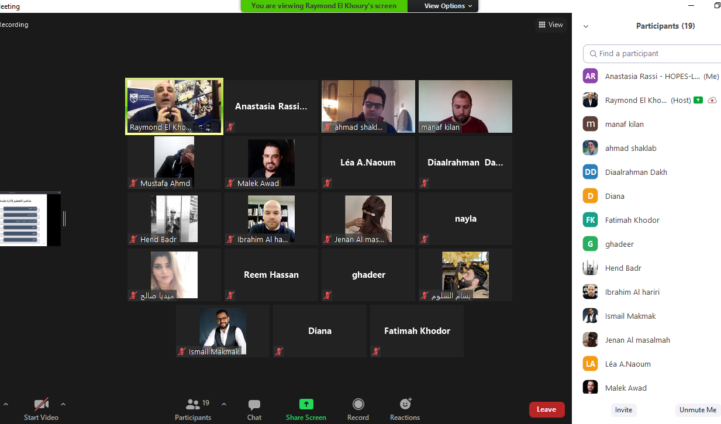 eeting
You are viewing Raymond El Khoury's screen
View Options
ecording
View
Raymond El Kho...
Anastasia Rassi...
ahmad shakl...
manaf kilan
Mustafa Ahmd
Malek Awad
Léa A.Naoum
Diaalrahman Da...
Hend Badr
Ibrahim Al ha...
Jenan Al mas...
nayla
ميديا صالح
Reem Hassan
ghadeer
بسام السلوم
Ismail Makmak
Diana
Fatimah Khodor
Start Video
19
Participants
Chat
Share Screen
Record
Reactions
Leave
Participants (19)
Find a participant
AR Anastasia Rassi - HOPES-L... (Me)
Raymond El Kho... (Host)
m manaf kilan
ahmad shaklab
DD Diaalrahman Dakh
D Diana
FK Fatimah Khodor
G ghadeer
Hend Badr
Ibrahim Al hariri
Ismail Makmak
Jenan Al masalmah
LA Léa A.Naoum
Malek Awad
Invite
Unmute Me